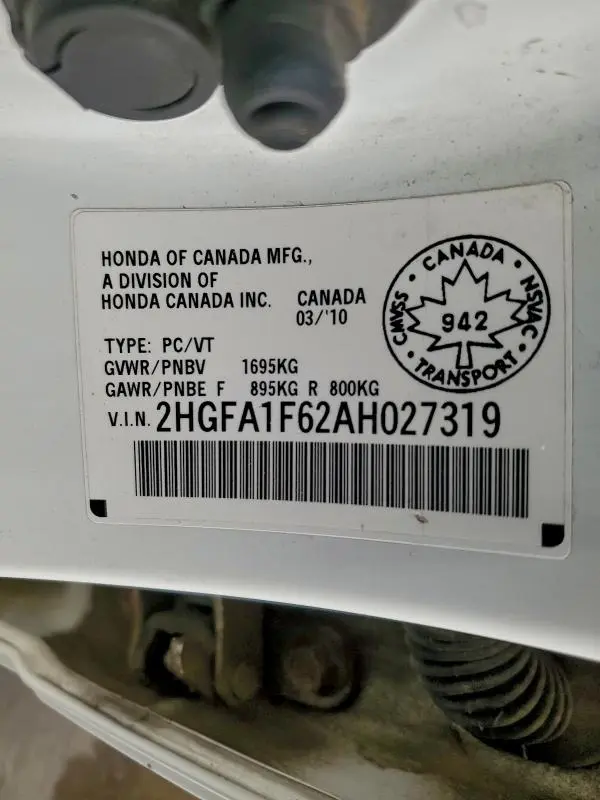 HONDA OF CANADA MFG.,
A DIVISION OF
HONDA CANADA INC. CANADA
03/'10
TYPE: PC/VT
GVWR/PNBV 1695KG
GAWR/PNBE F 895KG R 800KG
V.I.N. 2HGFA1F62AH027319
• CANADA •
NSVAC
942
CMVSS
• TRANSPORT •